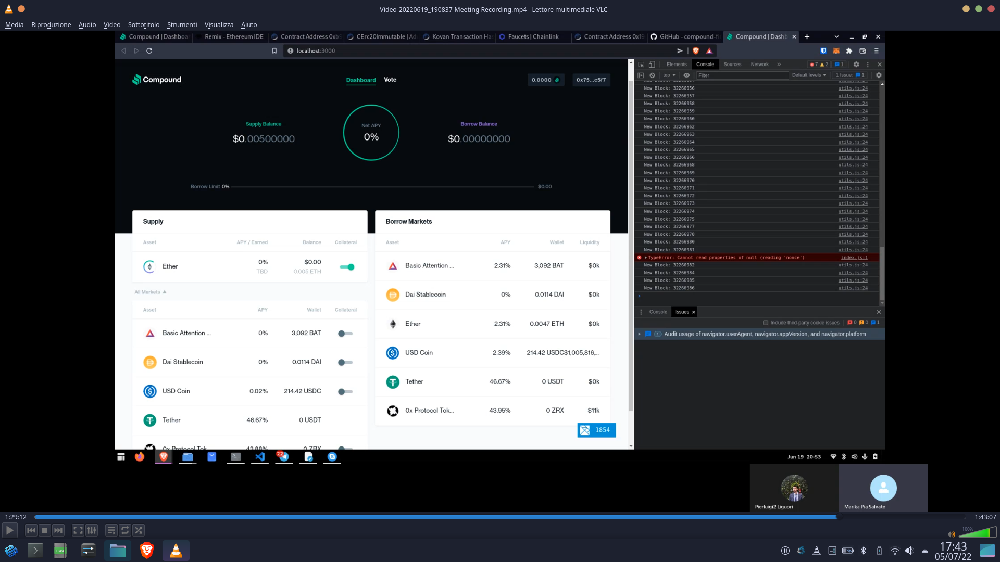 Video-20220619_190837-Meeting Recording.mp4 - Lettore multimediale VLC
Media Riproduzione Audio Video Sottotitolo Strumenti Visualizza Aiuto
Compound | Dashboa Remix - Ethereum IDE Contract Address 0xb9 CErc20Immutable | Ad Kovan Transaction Ha Faucets | Chainlink Contract Address 0x19 GitHub - compound-fi Compound | Dashb
localhost:3000
Compound
Dashboard Vote
0.0000 0x75...c5f7
Supply Balance
$0.00500000
Net APY
0%
Borrow Balance
$0.00000000
Borrow Limit 0% $0.00
Supply
Asset APY / Earned Balance Collateral
Ether 0% $0.00
TBD 0.005 ETH
All Markets
Asset APY Wallet Collateral
Basic Attention ... 0% 3,092 BAT
Dai Stablecoin 0% 0.0114 DAI
USD Coin 0.02% 214.42 USDC
Tether 46.67% 0 USDT
0x Protocol Tok... 43.88% 0 ZRX
Borrow Markets
Asset APY Wallet Liquidity
Basic Attention ... 2.31% 3,092 BAT $0k
Dai Stablecoin 0% 0.0114 DAI $0k
Ether 2.31% 0.0047 ETH $0k
USD Coin 2.39% 214.42 USDC$1,005,816,...
Tether 46.67% 0 USDT $0k
0x Protocol Tok... 43.95% 0 ZRX $11k
1854
Elements Console Sources Network » 7 2 1
top Filter Default levels 1 Issue: 1
New Block: 32266956 utils.js:24
New Block: 32266957 utils.js:24
New Block: 32266958 utils.js:24
New Block: 32266959 utils.js:24
New Block: 32266960 utils.js:24
New Block: 32266962 utils.js:24
New Block: 32266963 utils.js:24
New Block: 32266964 utils.js:24
New Block: 32266965 utils.js:24
New Block: 32266966 utils.js:24
New Block: 32266968 utils.js:24
New Block: 32266969 utils.js:24
New Block: 32266970 utils.js:24
New Block: 32266971 utils.js:24
New Block: 32266972 utils.js:24
New Block: 32266973 utils.js:24
New Block: 32266974 utils.js:24
New Block: 32266975 utils.js:24
New Block: 32266977 utils.js:24
New Block: 32266978 utils.js:24
New Block: 32266980 utils.js:24
New Block: 32266981 utils.js:24
TypeError: Cannot read properties of null (reading 'nonce') index.js:1
New Block: 32266982 utils.js:24
New Block: 32266984 utils.js:24
New Block: 32266985 utils.js:24
New Block: 32266986 utils.js:24
Console Issues
Include third-party cookie issues 0 0 1
1 Audit usage of navigator.userAgent, navigator.appVersion, and navigator.platform
22
Jun 19 20:53
Pierluigi2 Liguori
Marika Pia Salvato
1:29:12 1:43:07
100%
nqq
17:43
05/07/22